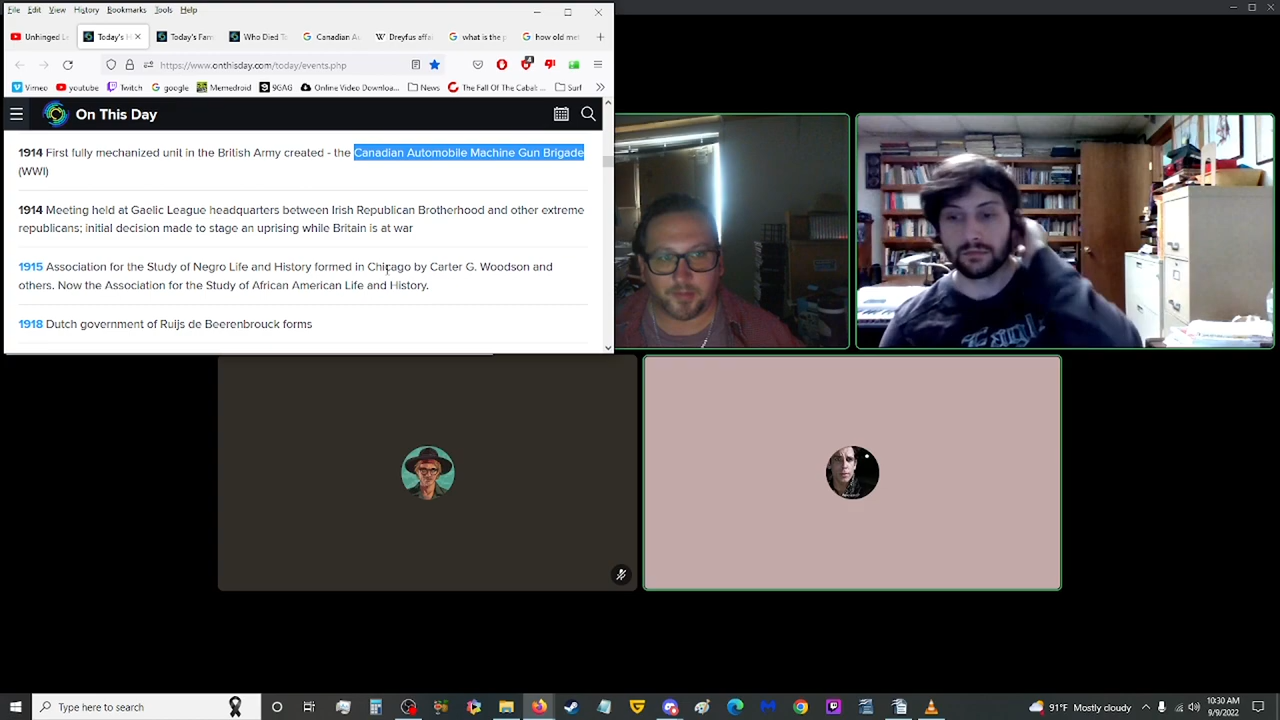 File Edit View History Bookmarks Tools Help
Unhinged L
Today's H
Today's Far
Who Died T
Canadian Au
Dreyfus affai
what is the p
how old me
https://www.onthisday.com/today/events.php
Vimeo youtube Twitch google Memedroid 9GAG Online Video Downloa... News The Fall Of The Cabal:... Surf
On This Day
1914 First fully mechanized unit in the British Army created - the Canadian Automobile Machine Gun Brigade
(WWI)
1914 Meeting held at Gaelic League headquarters between Irish Republican Brotherhood and other extreme
republicans; initial decision made to stage an uprising while Britain is at war
1915 Association for the Study of Negro Life and History formed in Chicago by Carter G. Woodson and
others. Now the Association for the Study of African American Life and History.
1918 Dutch government of Ruijs de Beerenbrouck forms
Type here to search
91°F Mostly cloudy
10:30 AM
9/9/2022